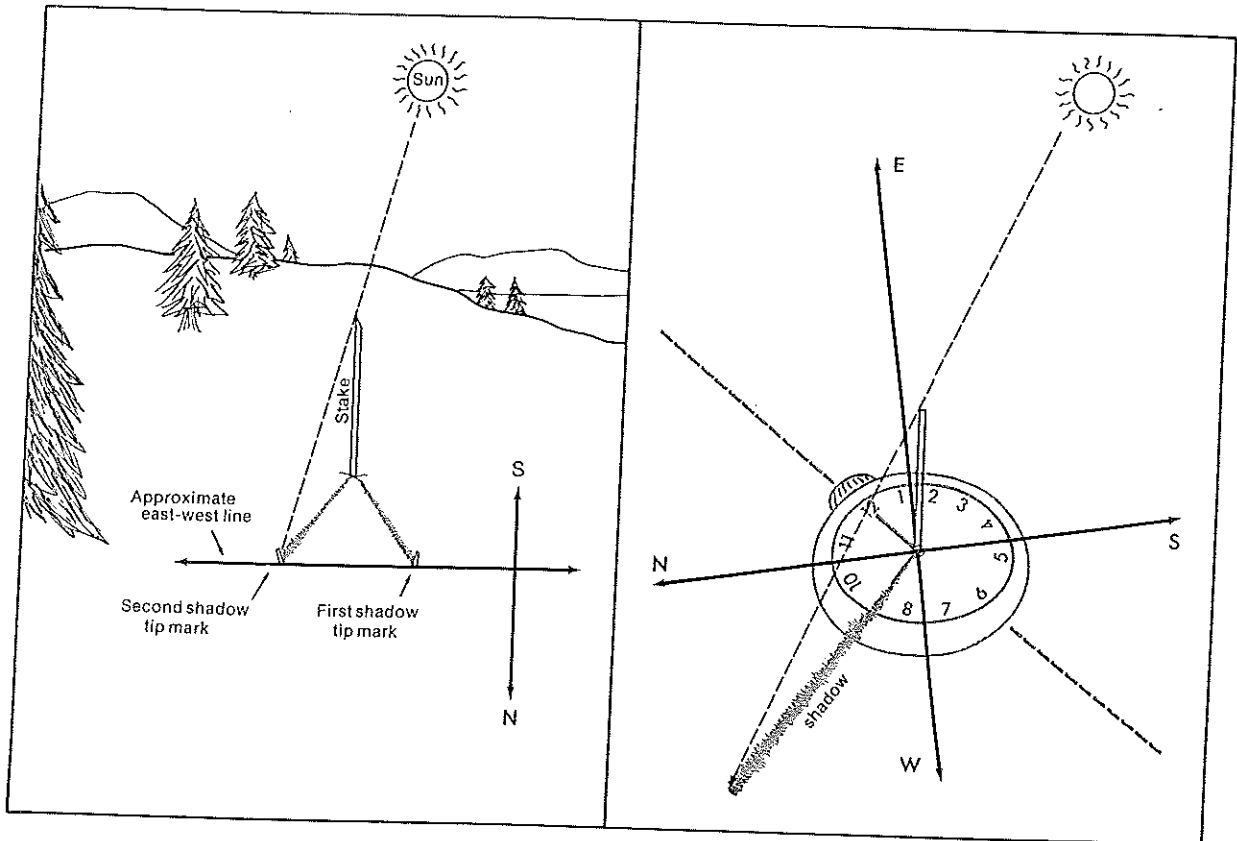 Sun
Stake
S
Approximate
east-west line
Second shadow
tip mark
First shadow
tip mark
N
E
12
1
2
3
4
5
6
7
8
10
11
N
S
shadow
W